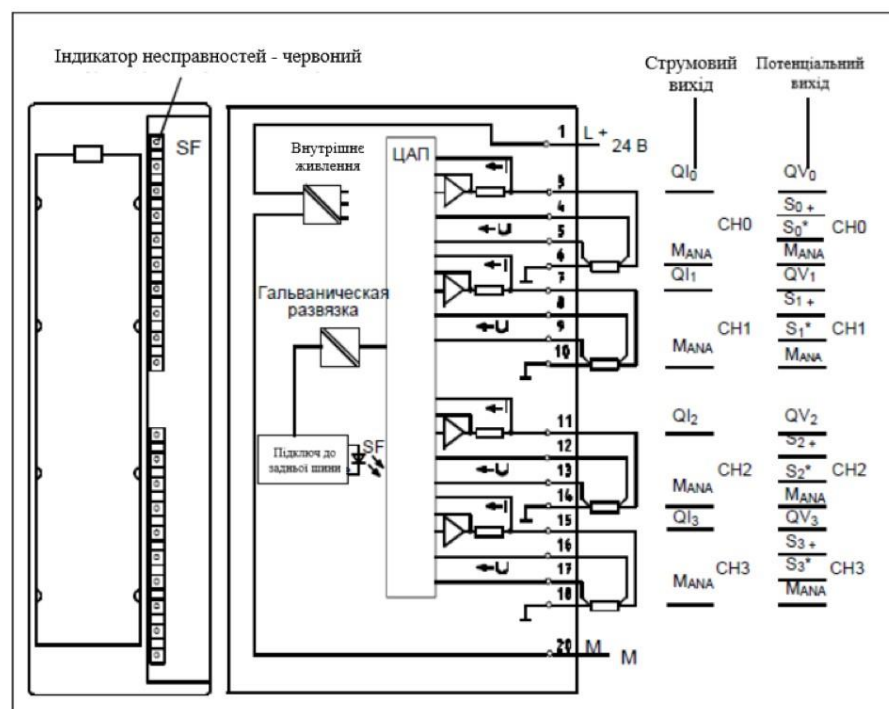 Індикатор несправностей - червоний
SF
Внутрішнє
живлення
ЦАП
Гальваническая
развязка
Підключ до
задньої шини
SF
1 L +
24 В
3
4
5
6
7
8
9
10
11
12
13
14
15
16
17
18
20 M
M
I
U
I
U
I
U
I
U
Струмовий
вихід
Потенціальний
вихід
QI0 QV0
S0 +
CH0 S0* CH0
MANA MANA
QI1 QV1
S1 +
CH1 S1* CH1
MANA MANA
QI2 QV2
S2 +
CH2 S2* CH2
MANA MANA
QI3 QV3
S3 +
CH3 S3* CH3
MANA MANA